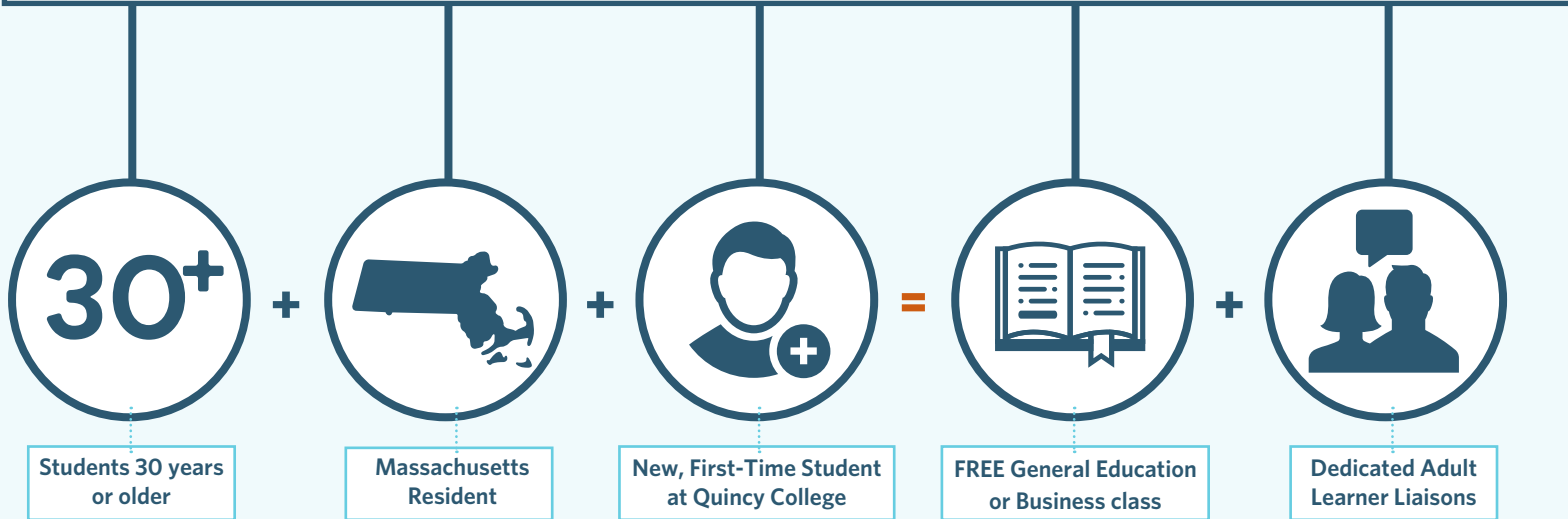 30+
+
+
=
+
Students 30 years
or older
Massachusetts
Resident
New, First-Time Student
at Quincy College
FREE General Education
or Business class
Dedicated Adult
Learner Liaisons